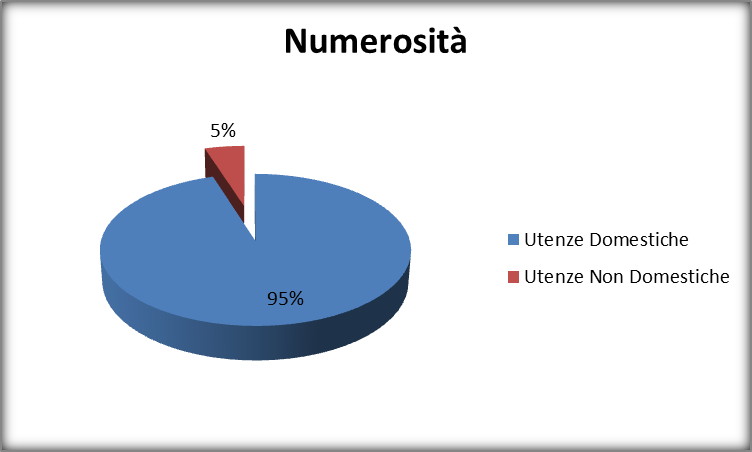 Numerosità
5%
95%
Utenze Domestiche
Utenze Non Domestiche